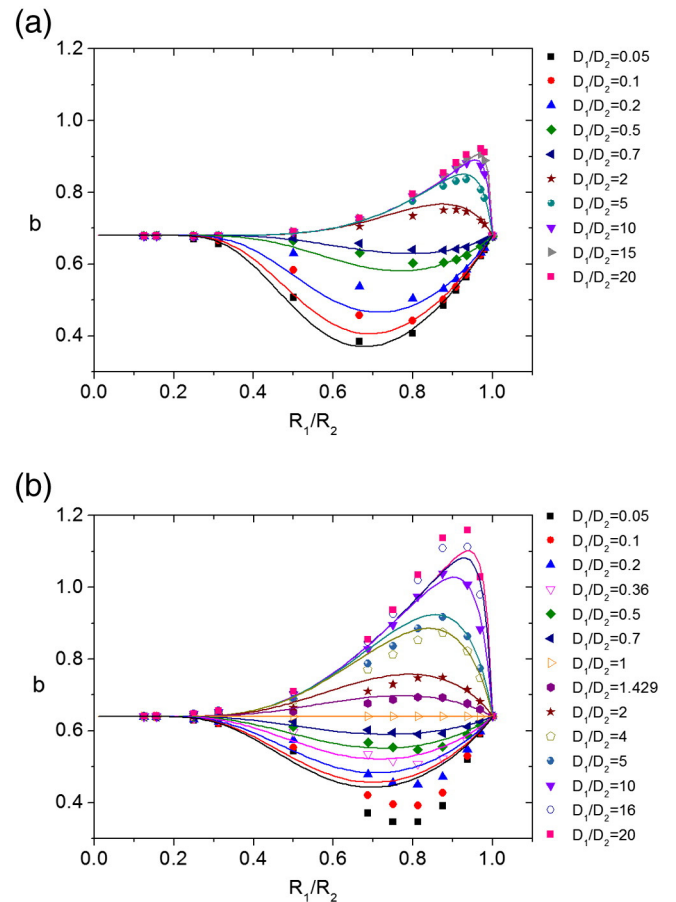 (a)
1.2
1.0
0.8
0.6
0.4
b
0.0 0.2 0.4 0.6 0.8 1.0
R₁/R₂
D₁/D₂=0.05
D₁/D₂=0.1
D₁/D₂=0.2
D₁/D₂=0.5
D₁/D₂=0.7
D₁/D₂=2
D₁/D₂=5
D₁/D₂=10
D₁/D₂=15
D₁/D₂=20
(b)
1.2
1.0
0.8
0.6
0.4
b
0.0 0.2 0.4 0.6 0.8 1.0
R₁/R₂
D₁/D₂=0.05
D₁/D₂=0.1
D₁/D₂=0.2
D₁/D₂=0.36
D₁/D₂=0.5
D₁/D₂=0.7
D₁/D₂=1
D₁/D₂=1.429
D₁/D₂=2
D₁/D₂=4
D₁/D₂=5
D₁/D₂=10
D₁/D₂=16
D₁/D₂=20